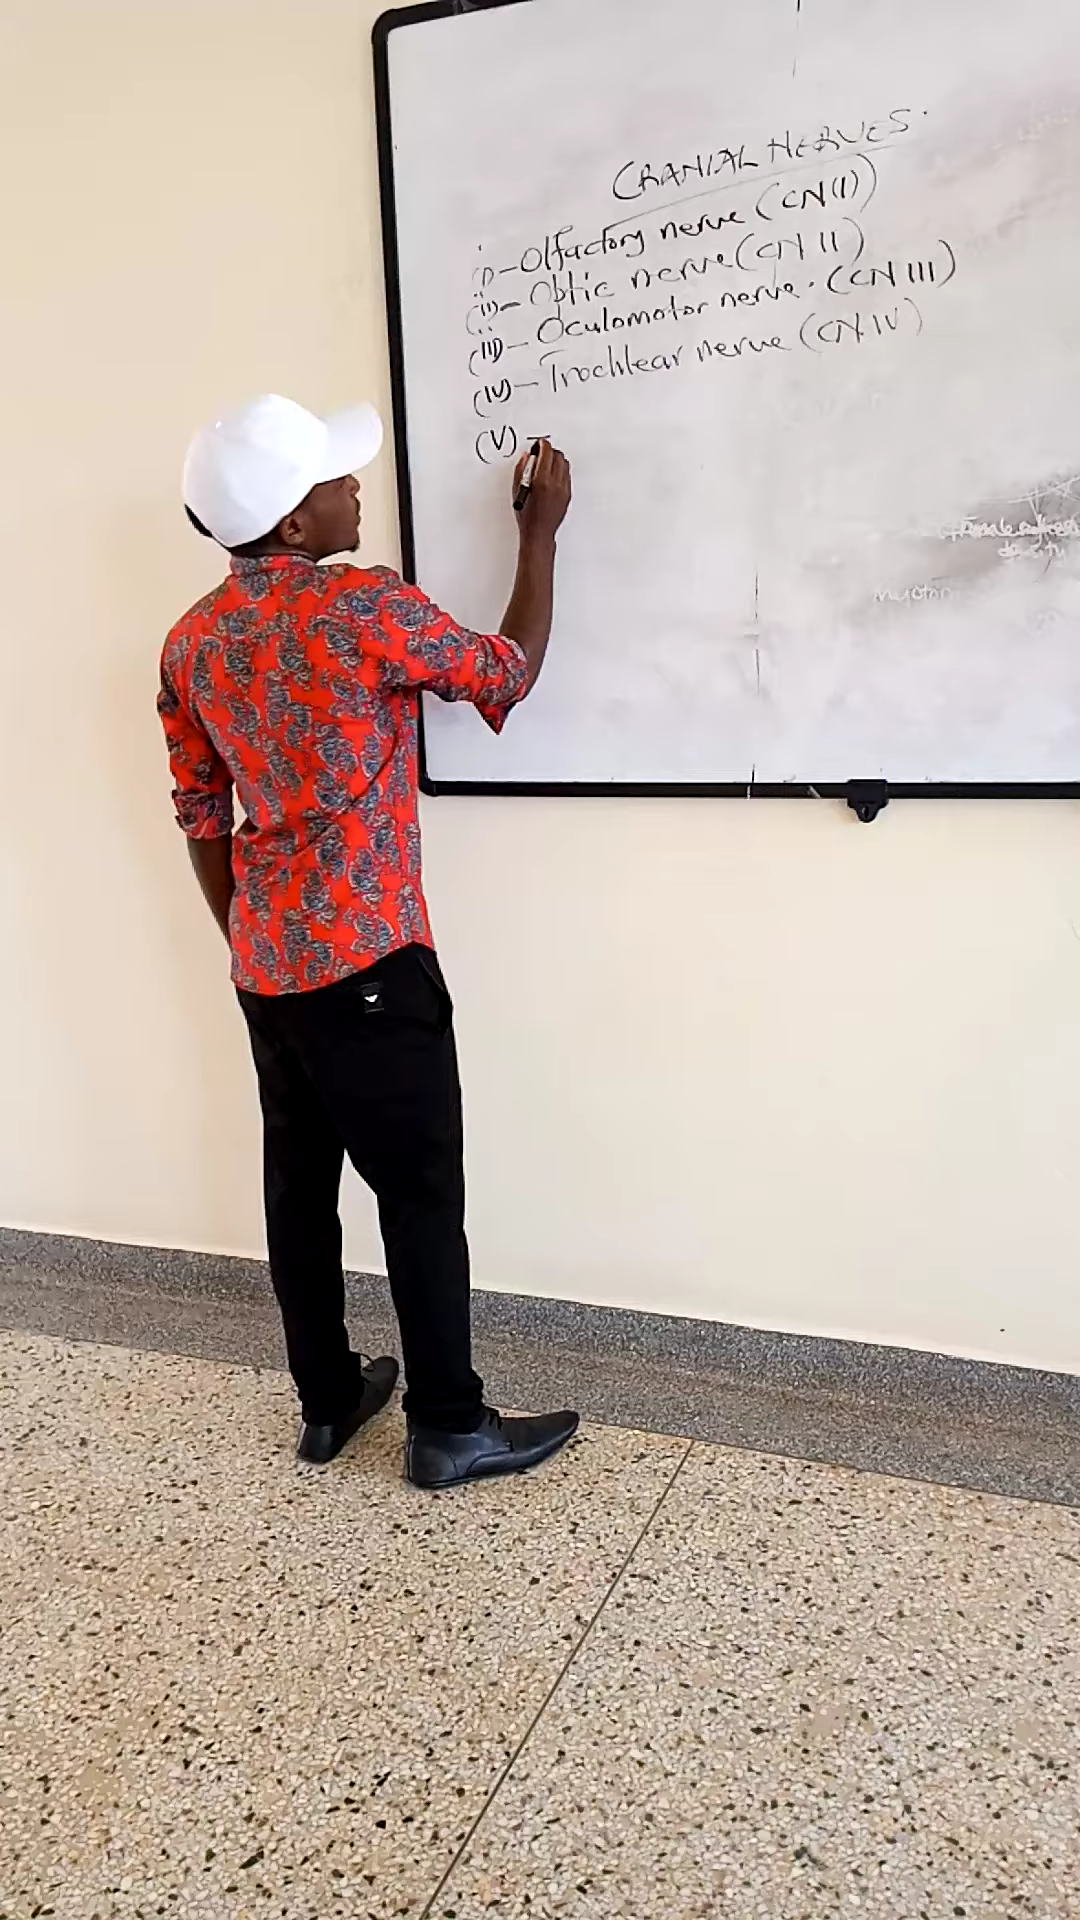 CRANIAL NERVES.
(i) - Olfactory nerve (CN(I)
(ii) - Optic nerve (CN II)
(iii) - Oculomotor nerve. (CN III)
(iv) - Trochlear nerve (CN. IV)
(V) -